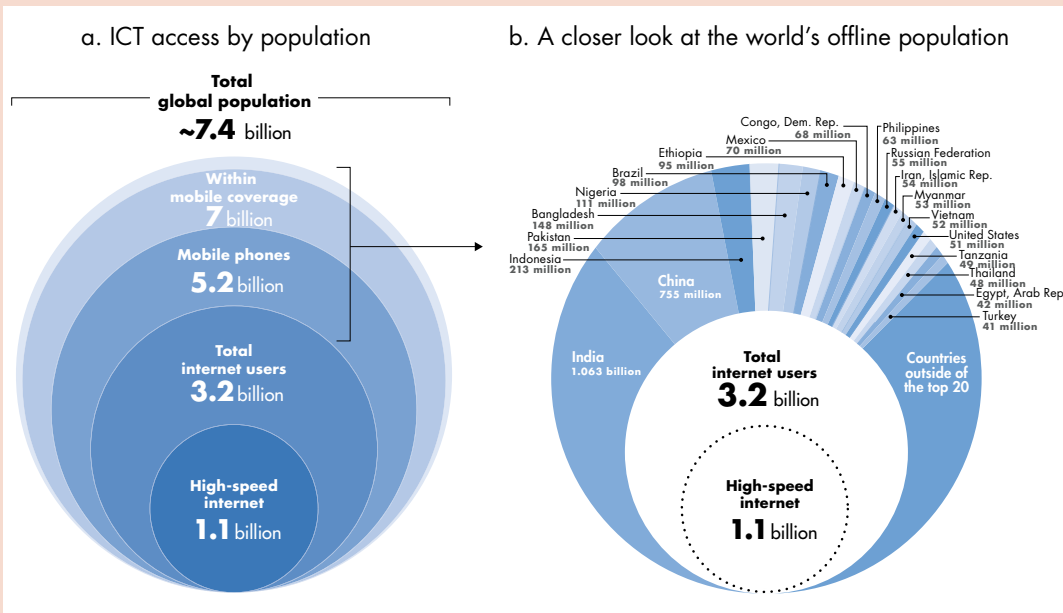 a. ICT access by population
Total
global population
~7.4 billion
Within
mobile coverage
7 billion
Mobile phones
5.2 billion
Total
internet users
3.2 billion
High-speed
internet
1.1 billion
b. A closer look at the world's offline population
Congo, Dem. Rep.
68 million
Mexico
70 million
Ethiopia
95 million
Brazil
98 million
Nigeria
111 million
Bangladesh
148 million
Pakistan
165 million
Indonesia
213 million
China
755 million
India
1.063 billion
Philippines
63 million
Russian Federation
55 million
Iran, Islamic Rep.
54 million
Myanmar
53 million
Vietnam
52 million
United States
51 million
Tanzania
49 million
Thailand
48 million
Egypt, Arab Rep
42 million
Turkey
41 million
Countries
outside of
the top 20
Total
internet users
3.2 billion
High-speed
internet
1.1 billion